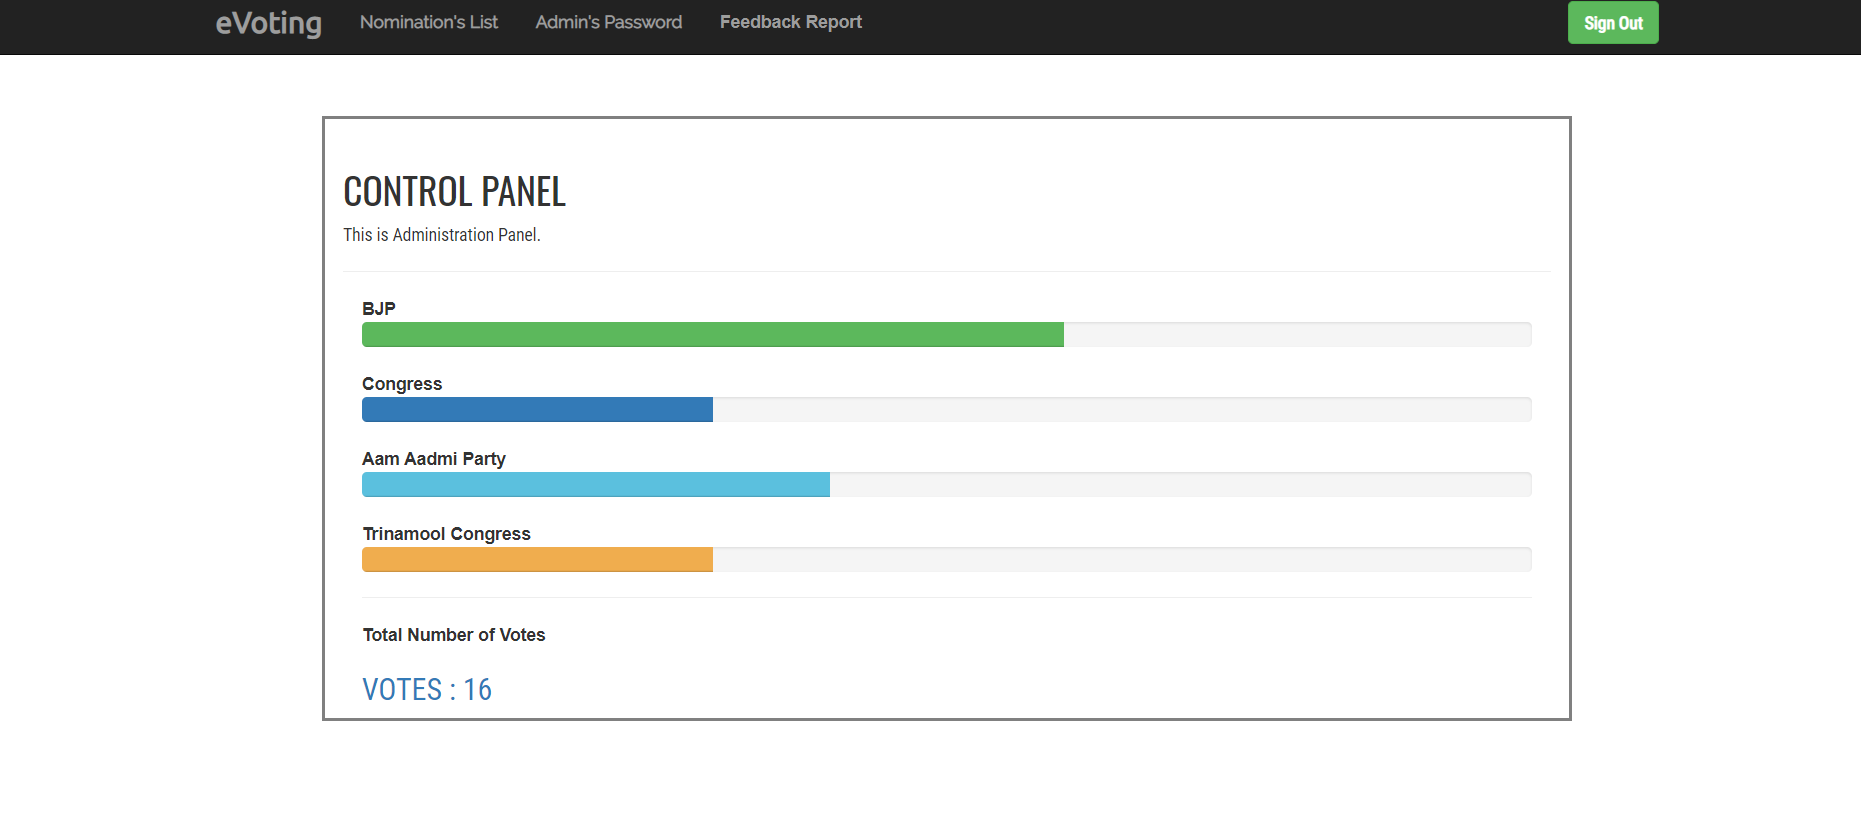 eVoting Nomination's List Admin's Password Feedback Report Sign Out
CONTROL PANEL
This is Administration Panel.
BJP
Congress
Aam Aadmi Party
Trinamool Congress
Total Number of Votes
VOTES : 16